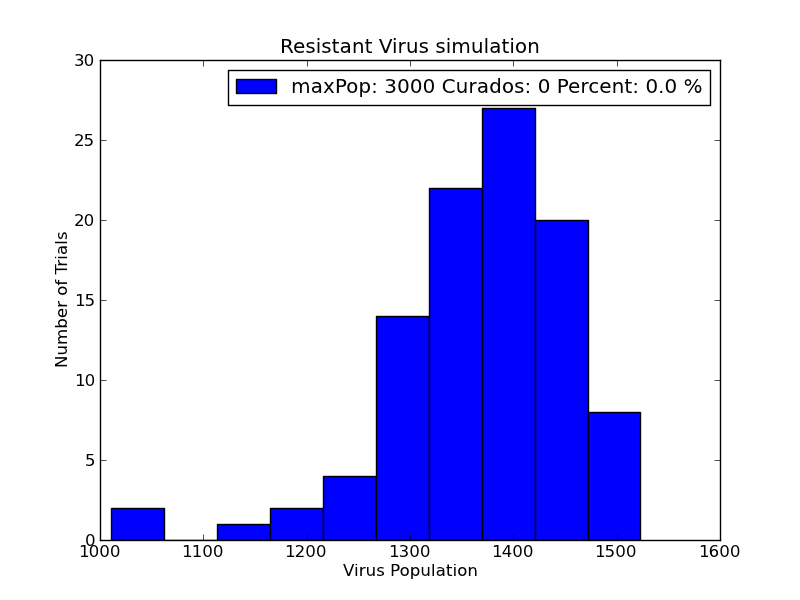 Resistant Virus simulation
maxPop: 3000 Curados: 0 Percent: 0.0 %
30
25
20
15
10
5
0
Number of Trials
1000 1100 1200 1300 1400 1500 1600
Virus Population